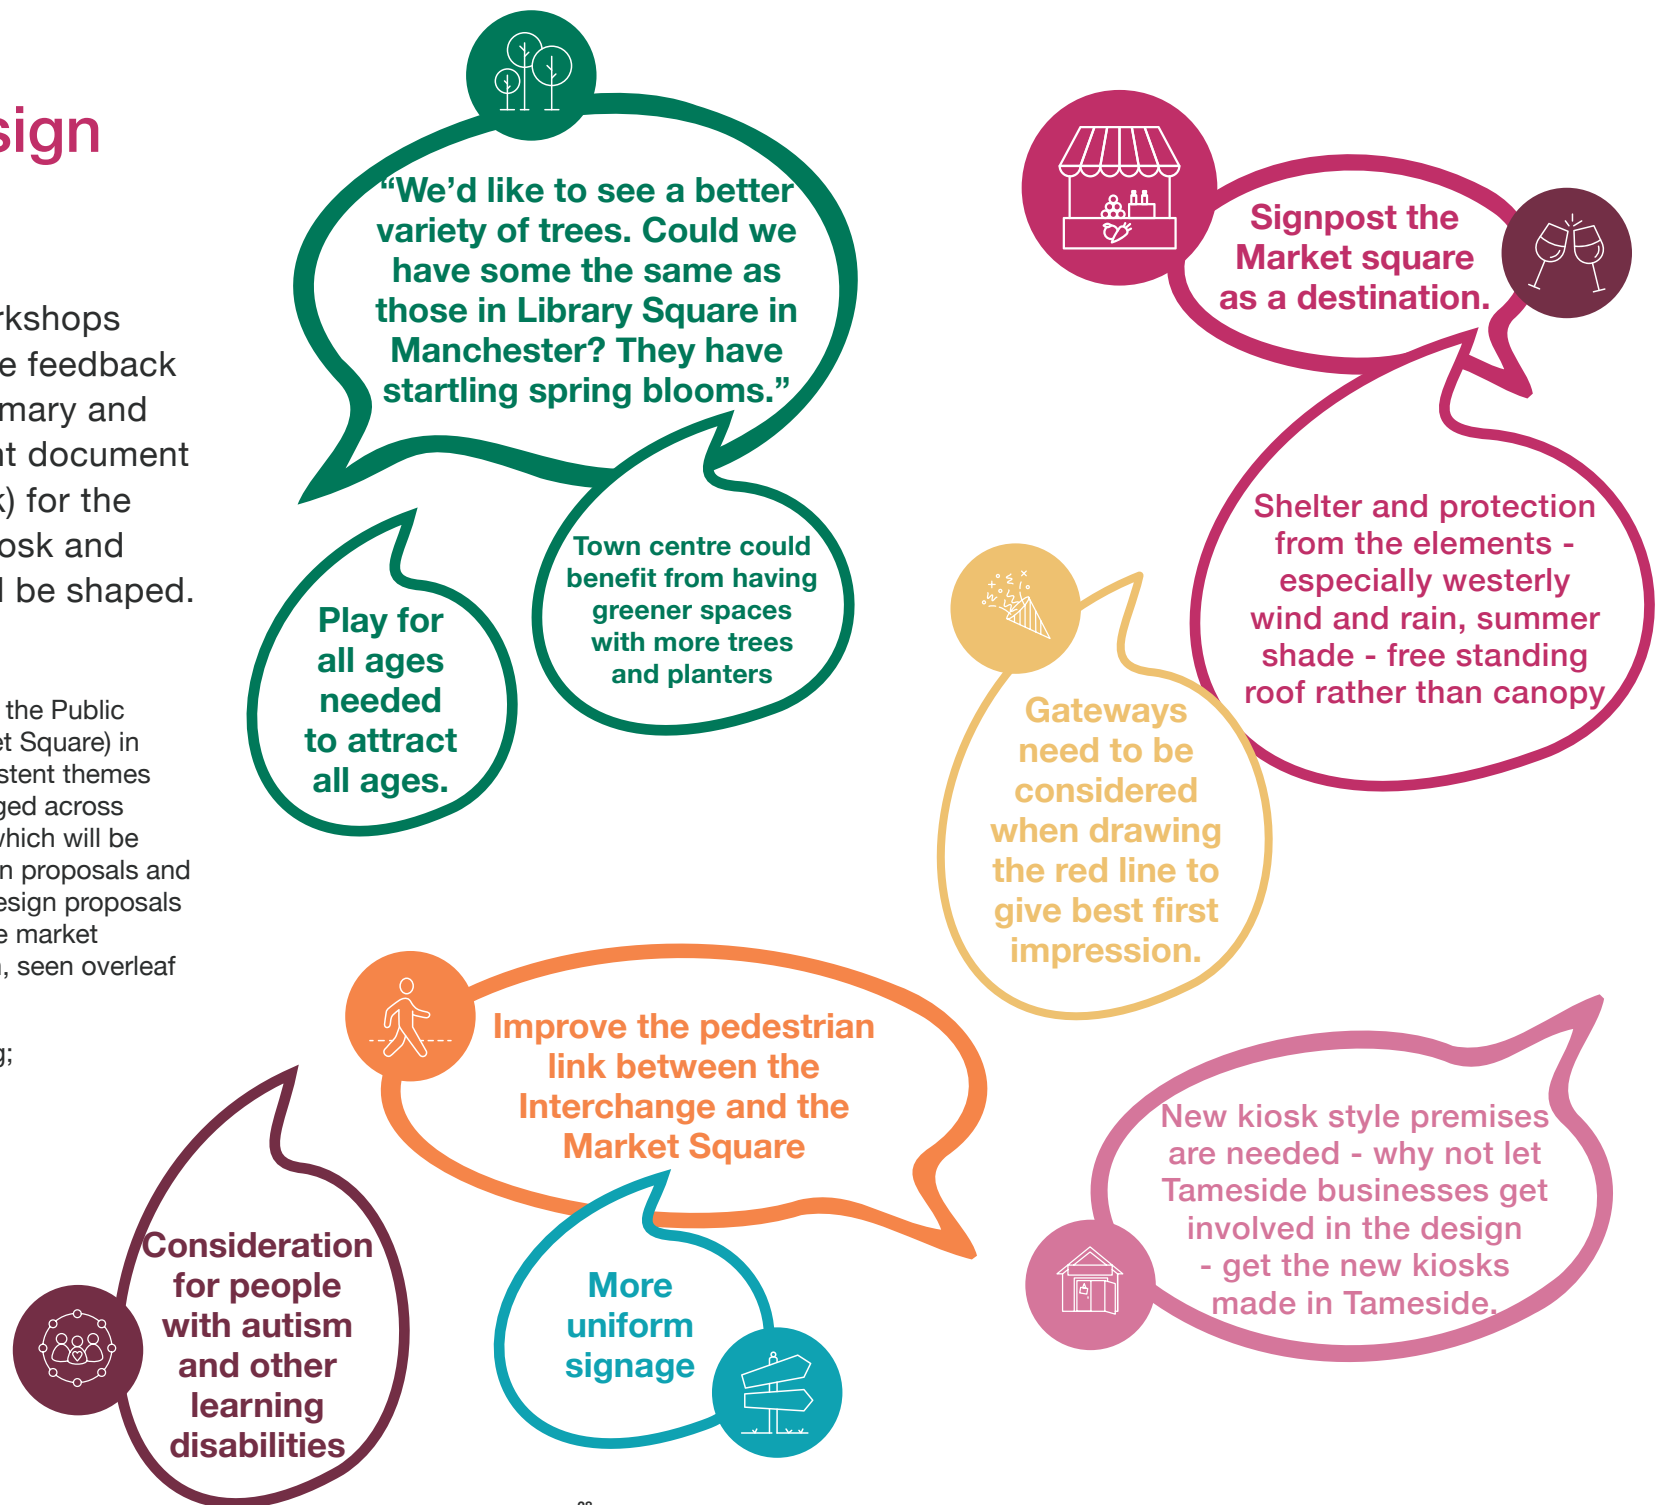 sign
rkshops
e feedback
mary and
nt document
k) for the
osk and
l be shaped.
the Public
et Square) in
stent themes
ged across
which will be
n proposals and
esign proposals
e market
n, seen overleaf
g;
“We’d like to see a better
variety of trees. Could we
have some the same as
those in Library Square in
Manchester? They have
startling spring blooms.”
Town centre could
benefit from having
greener spaces
with more trees
and planters
Play for
all ages
needed
to attract
all ages.
Signpost the
Market square
as a destination.
Shelter and protection
from the elements -
especially westerly
wind and rain, summer
shade - free standing
roof rather than canopy
Gateways
need to be
considered
when drawing
the red line to
give best first
impression.
Improve the pedestrian
link between the
Interchange and the
Market Square
More
uniform
signage
Consideration
for people
with autism
and other
learning
disabilities
New kiosk style premises
are needed - why not let
Tameside businesses get
involved in the design
- get the new kiosks
made in Tameside.